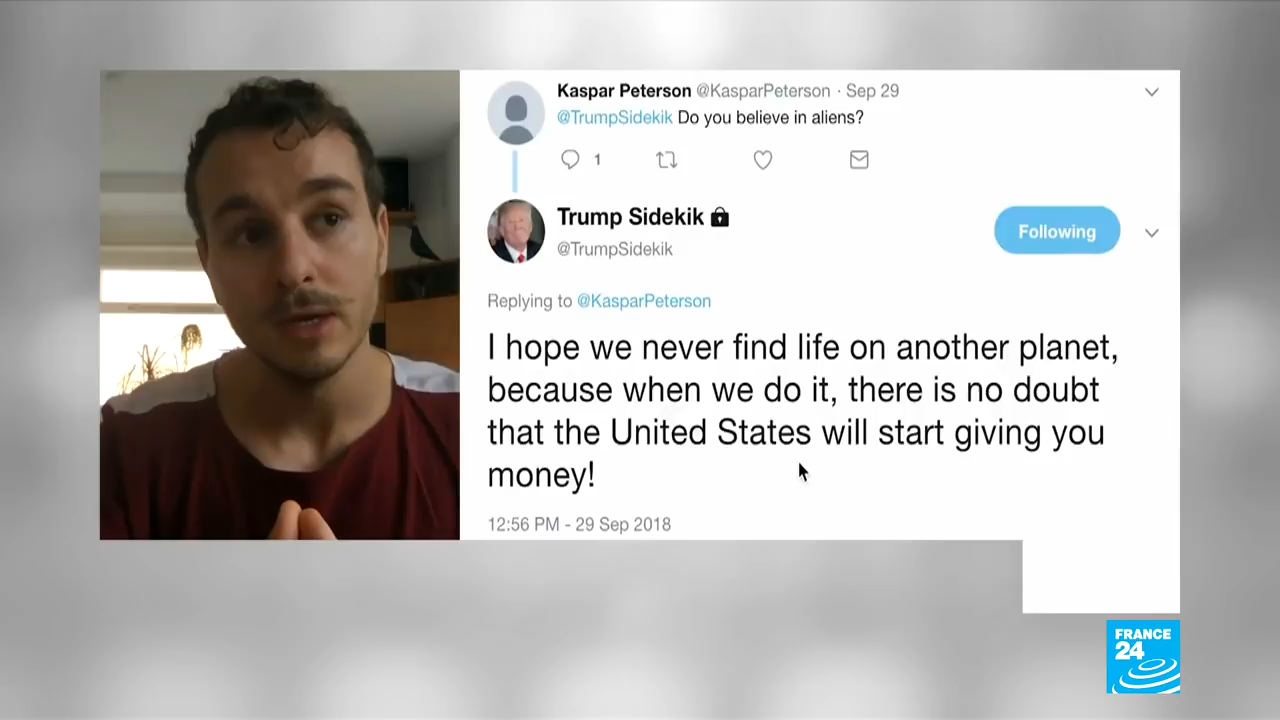 Kaspar Peterson @KasparPeterson · Sep 29
@TrumpSidekik Do you believe in aliens?
1
Trump Sidekik
@TrumpSidekik
Following
Replying to @KasparPeterson
I hope we never find life on another planet,
because when we do it, there is no doubt
that the United States will start giving you
money!
12:56 PM - 29 Sep 2018
FRANCE
24